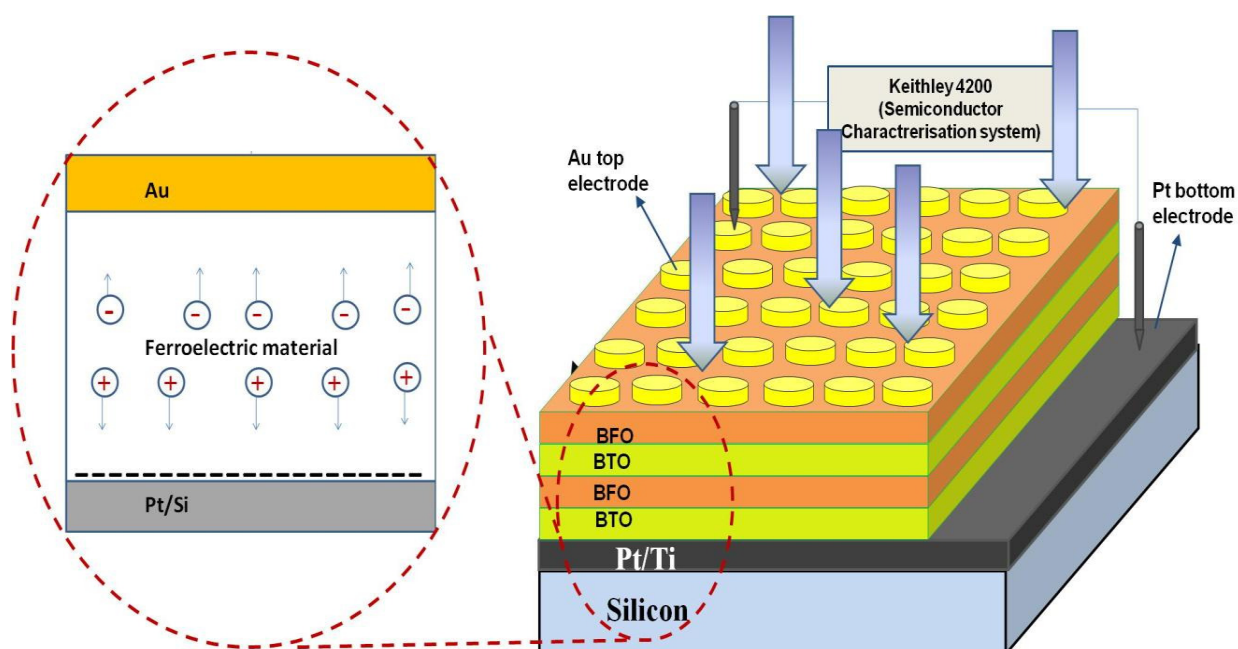 Au
-
-
-
-
-
Ferroelectric material
+
+
+
+
+
Pt/Si
Keithley 4200
(Semiconductor
Charactrerisation system)
Au top
electrode
Pt bottom
electrode
BFO
BTO
BFO
BTO
Pt/Ti
Silicon